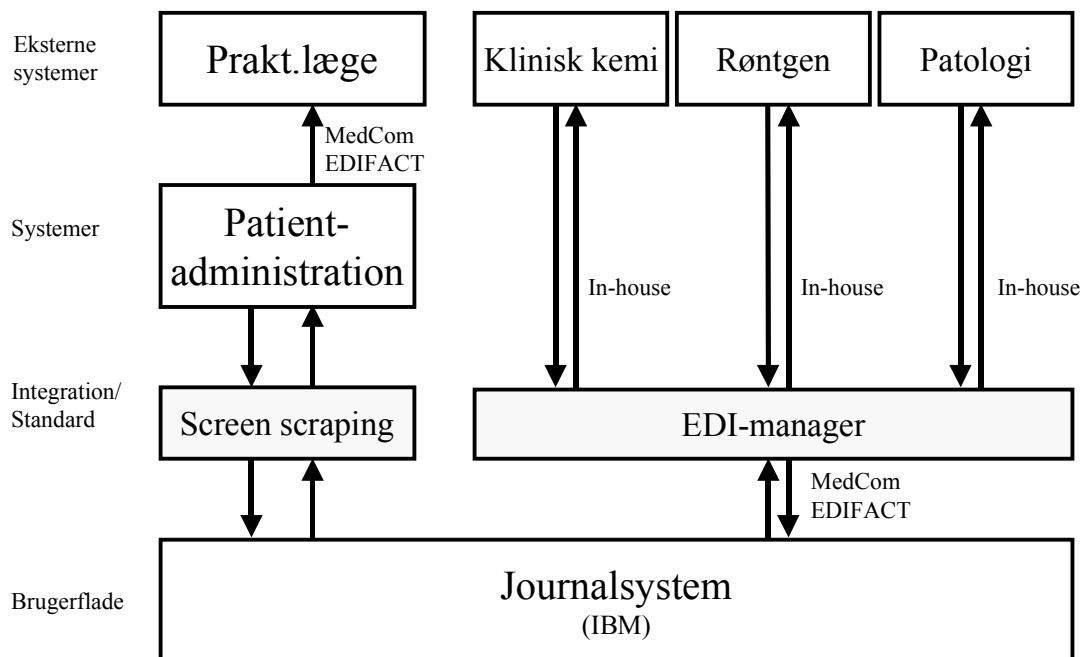 Eksterne
systemer
Prakt.læge
Klinisk kemi
Røntgen
Patologi
MedCom
EDIFACT
Systemer
Patient-
administration
In-house
In-house
In-house
Integration/
Standard
Screen scraping
EDI-manager
MedCom
EDIFACT
Brugerflade
Journalsystem
(IBM)